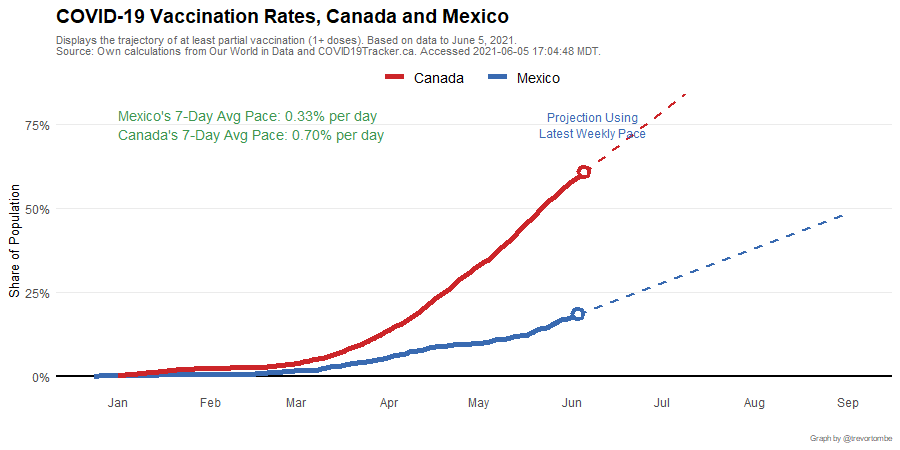 COVID-19 Vaccination Rates, Canada and Mexico
Displays the trajectory of at least partial vaccination (1+ doses). Based on data to June 5, 2021.
Source: Own calculations from Our World in Data and COVID19Tracker.ca. Accessed 2021-06-05 17:04:48 MDT.
Canada Mexico
Mexico's 7-Day Avg Pace: 0.33% per day
Canada's 7-Day Avg Pace: 0.70% per day
Projection Using
Latest Weekly Pace
75%
50%
25%
0%
Share of Population
Jan Feb Mar Apr May Jun Jul Aug Sep
Graph by @trevortombe